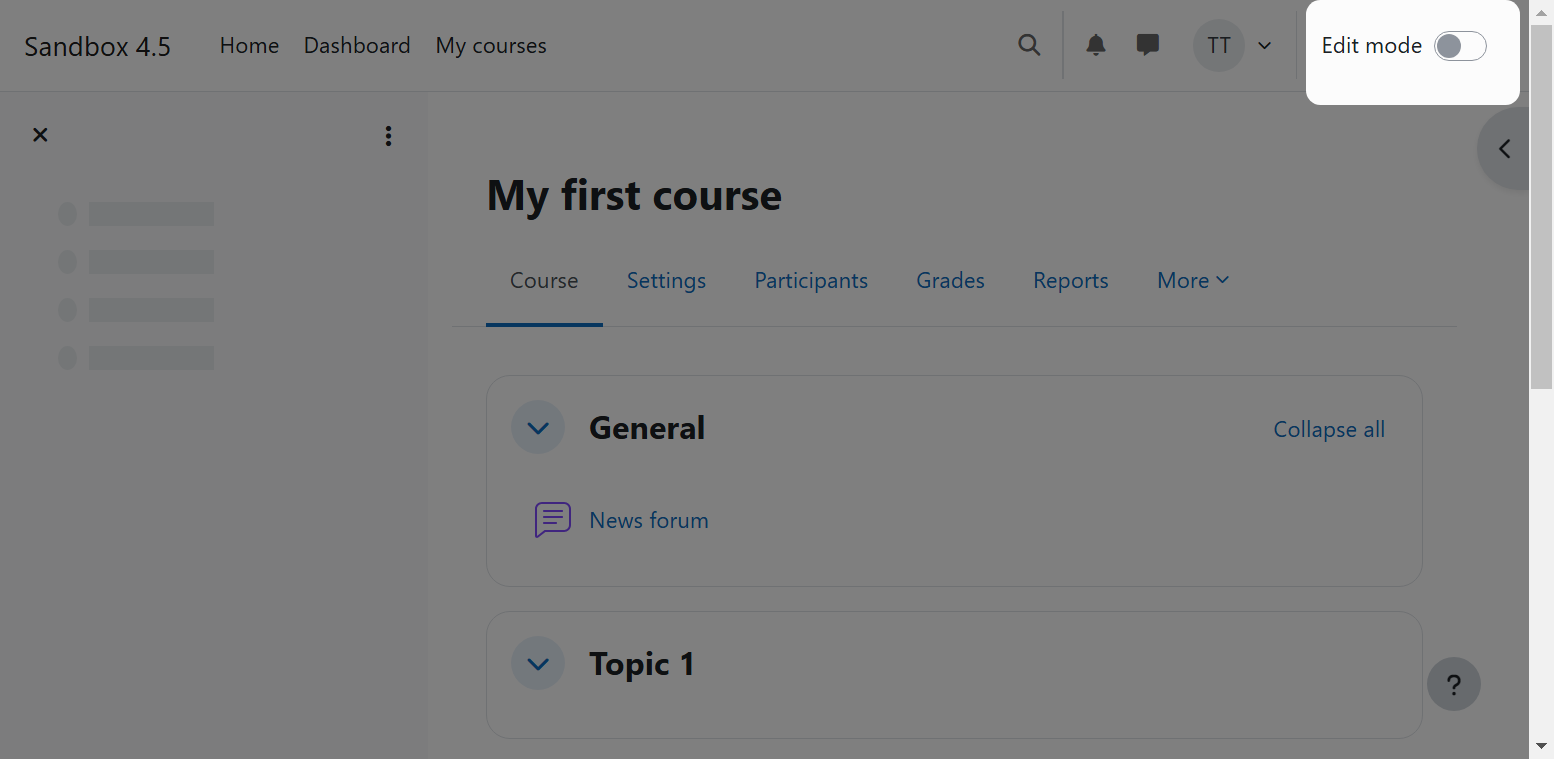 Sandbox 4.5 Home Dashboard My courses TT Edit mode
My first course
Course Settings Participants Grades Reports More
General Collapse all
News forum
Topic 1
?